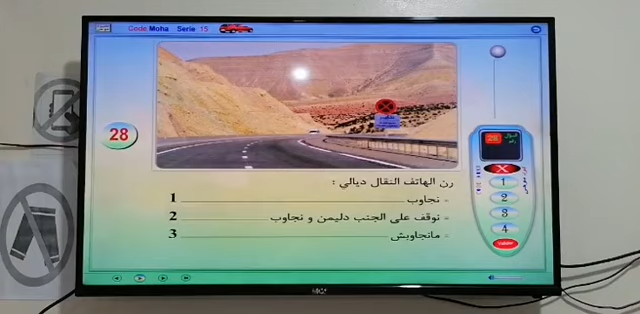 Code Moha Serie 15
28
رن الهاتف النقال ديالي :
- نجاوب 1
- نوقف على الجنب دليمن و نجاوب 2
- مانجاوبش 3
28
X
1
2
3
4